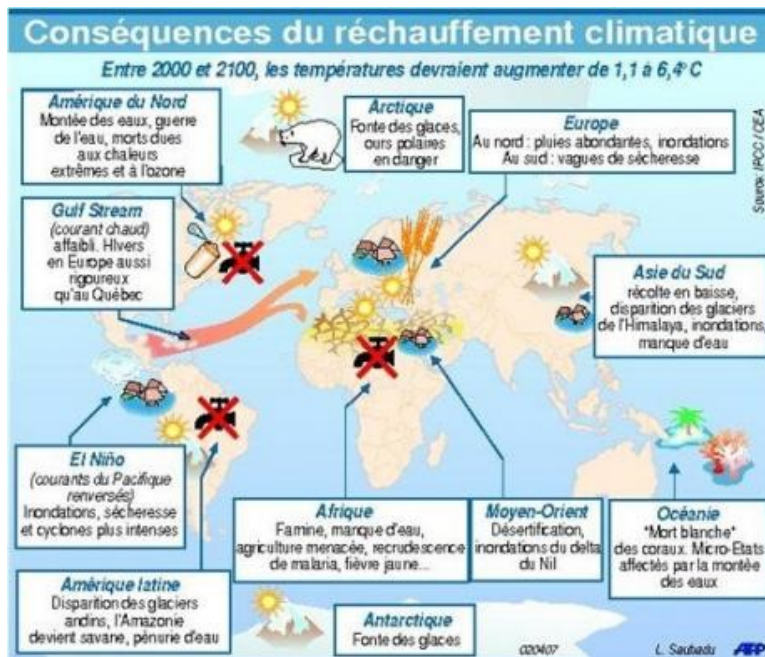 Conséquences du réchauffement climatique
Entre 2000 et 2100, les températures devraient augmenter de 1,1 à 6,4° C
Amérique du Nord
Montée des eaux, guerre
de l'eau, morts dues
aux chaleurs
extrêmes et à l'ozone
Arctique
Fonte des glaces,
ours polaires
en danger
Europe
Au nord : pluies abondantes, inondations
Au sud : vagues de sècheresse
Source: IPCC / CEA
Gulf Stream
(courant chaud)
affaibli. HIvers
en Europe aussi
rigoureux
qu'au Québec
Asie du Sud
récolte en baisse,
disparition des glaciers
de l'Himalaya, inondations,
manque d'eau
El Niño
(courants du Pacifique
renversés)
Inondations, sécheresse
et cyclones plus intenses
Afrique
Famine, manque d'eau,
agriculture menacée, recrudescence
de malaria, fièvre jaune...
Moyen-Orient
Désertification,
inondations du delta
du Nil
Océanie
"Mort blanche"
des coraux. Micro-Etats
affectés par la montée
des eaux
Amérique latine
Disparition des glaciers
andins, l'Amazonie
devient savane, pénurie d'eau
Antarctique
Fonte des glaces
020407
L. Saubadu
AFP